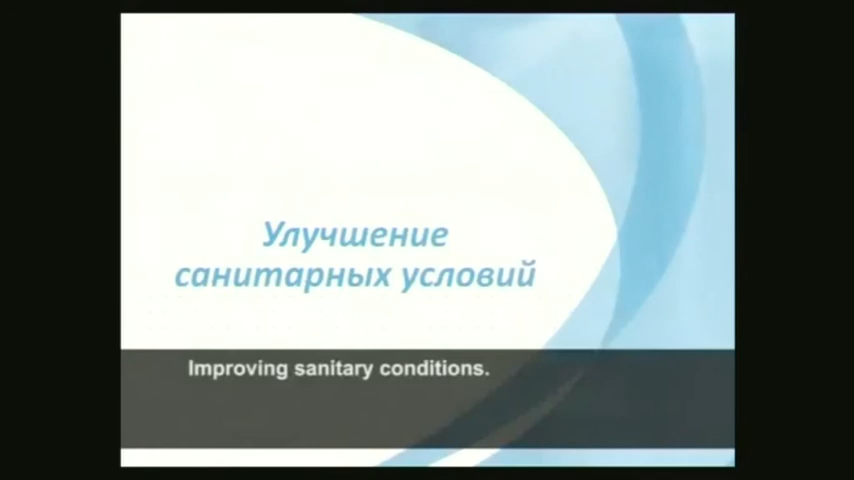 Улучшение
санитарных условий
Improving sanitary conditions.